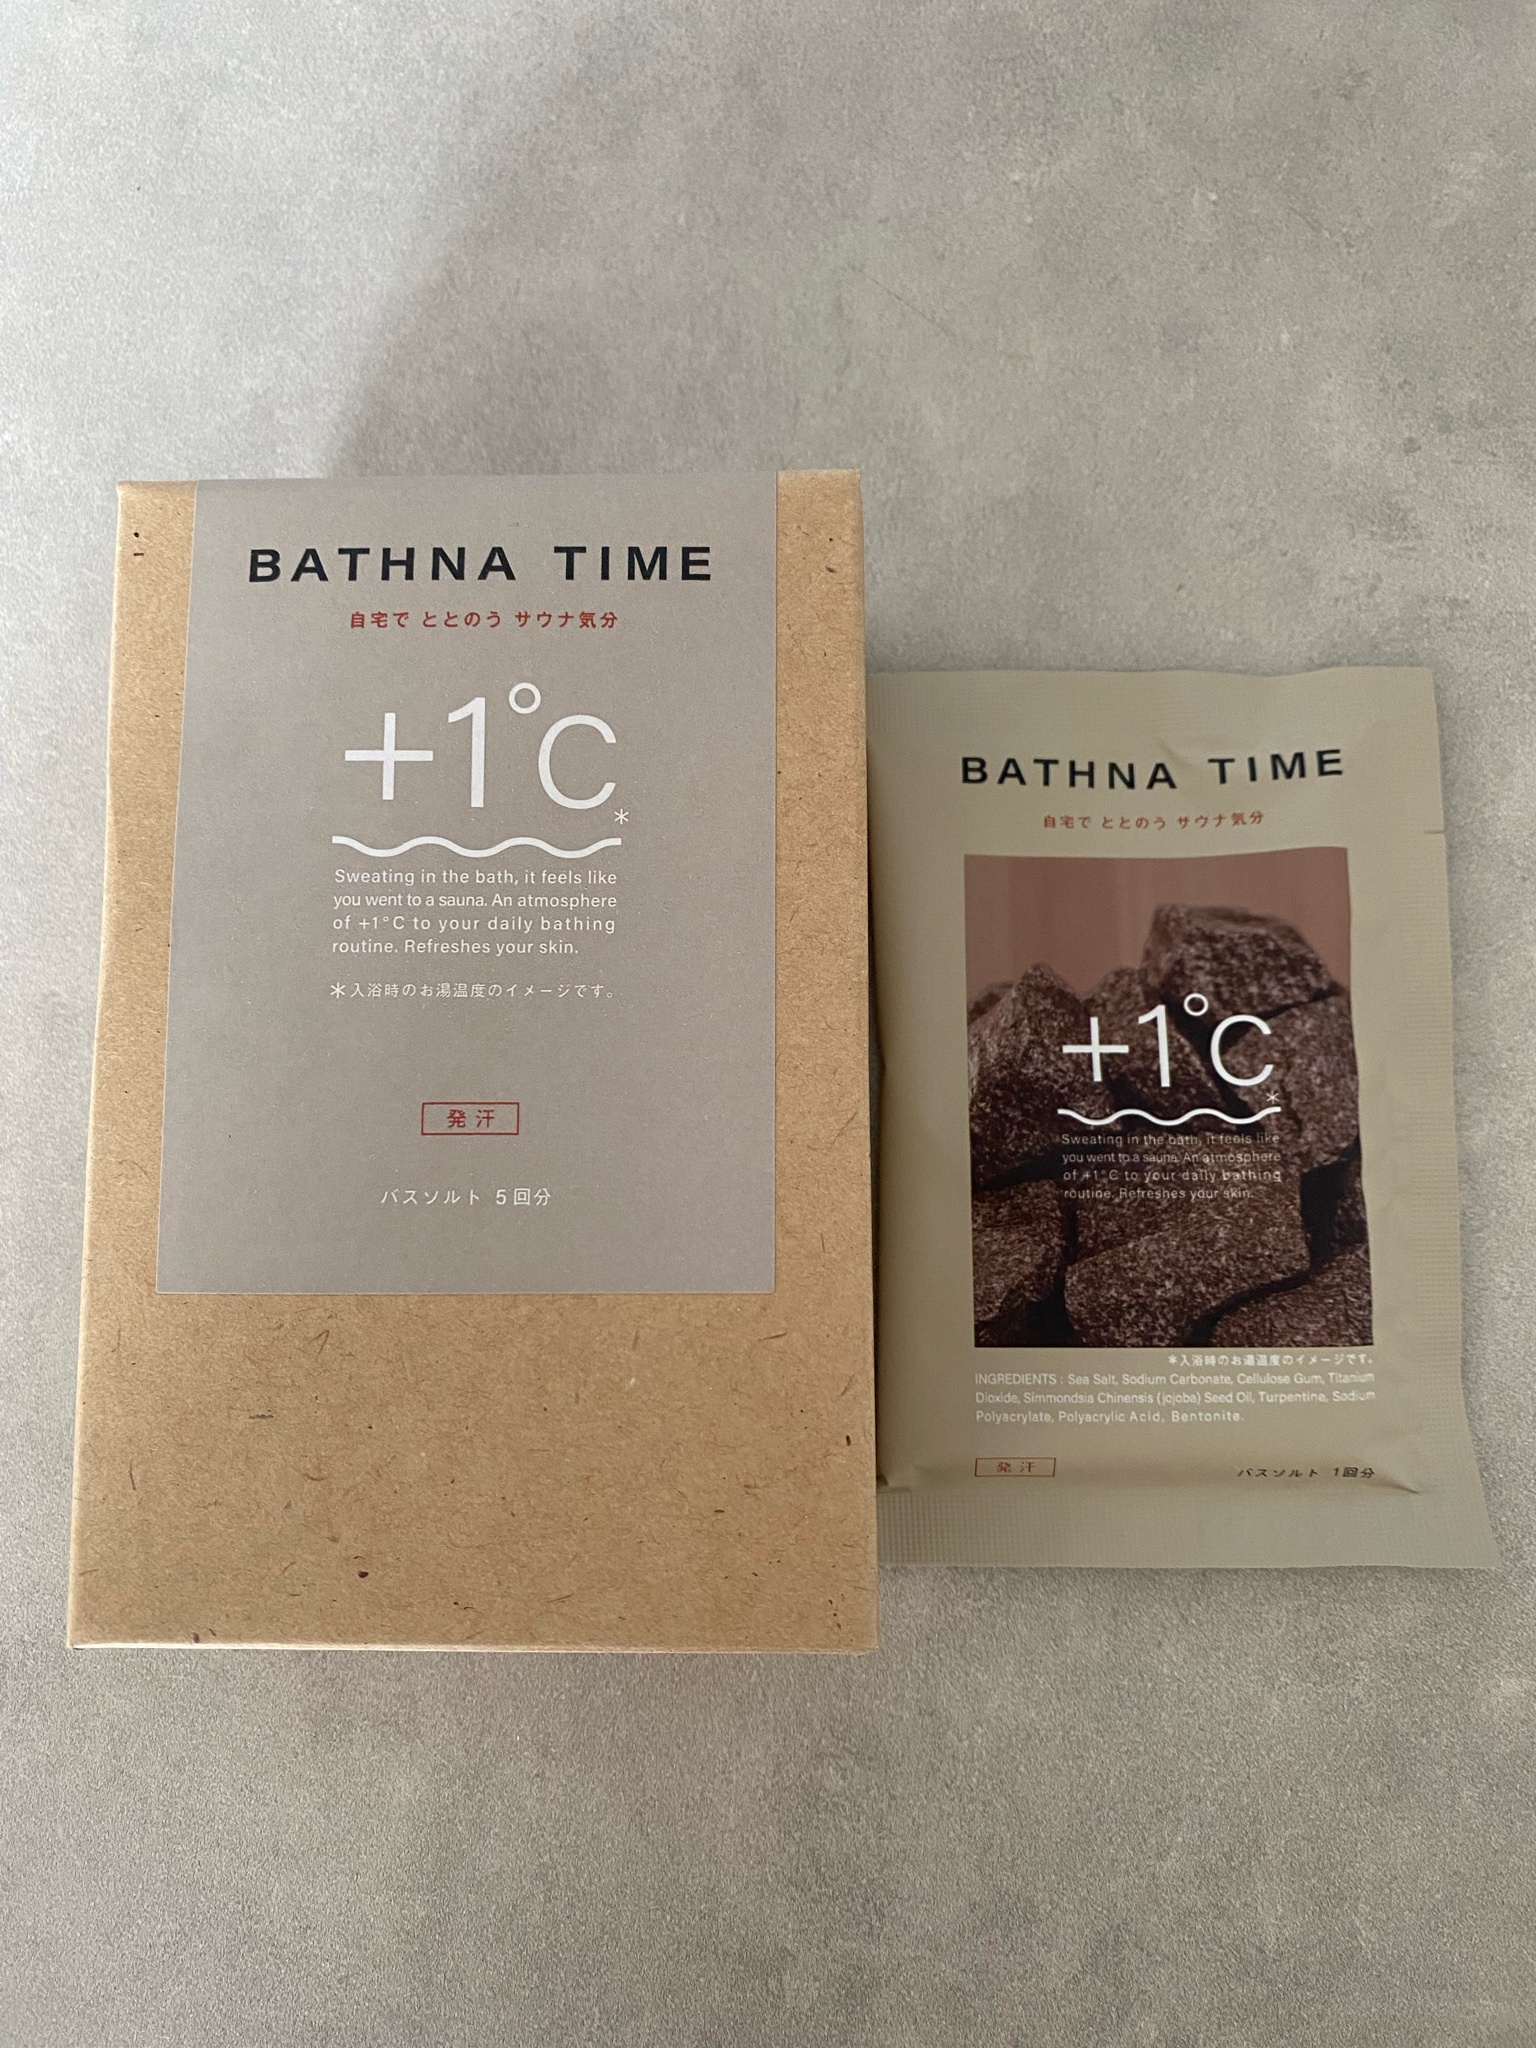 BATHNA TIME
自宅で ととのう サウナ気分
+1°C*
Sweating in the bath, it feels like
you went to a sauna. An atmosphere
of +1°C to your daily bathing
routine. Refreshes your skin.
*入浴時のお湯温度のイメージです。
発汗
バスソルト 5回分
BATHNA TIME
自宅で ととのう サウナ気分
+1°C*
Sweating in the bath, it feels like
you went to a sauna. An atmosphere
of +1°C to your daily bathing
routine. Refreshes your skin.
*入浴時のお湯温度のイメージです。
INGREDIENTS : Sea Salt, Sodium Carbonate, Cellulose Gum, Titanium
Dioxide, Simmondsia Chinensis (jojoba) Seed Oil, Turpentine, Sodium
Polyacrylate, Polyacrylic Acid, Bentonite.
発汗
バスソルト 1回分